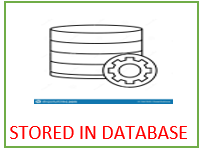 STORED IN DATABASE